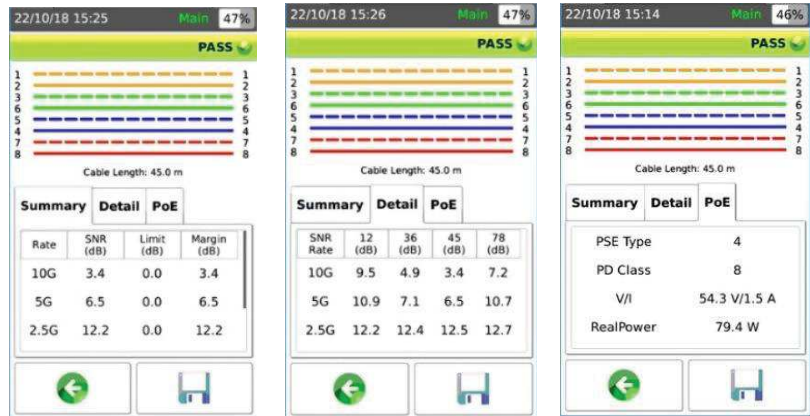 22/10/18 15:25 Main 47%
PASS
1 1
2 2
3 3
6 6
5 5
4 4
7 7
8 8
Cable Length: 45.0 m
Summary Detail PoE
Rate SNR (dB) Limit (dB) Margin (dB)
10G 3.4 0.0 3.4
5G 6.5 0.0 6.5
2.5G 12.2 0.0 12.2
22/10/18 15:26 Main 47%
PASS
1 1
2 2
3 3
6 6
5 5
4 4
7 7
8 8
Cable Length: 45.0 m
Summary Detail PoE
SNR Rate 12 (dB) 36 (dB) 45 (dB) 78 (dB)
10G 9.5 4.9 3.4 7.2
5G 10.9 7.1 6.5 10.7
2.5G 12.2 12.4 12.5 12.7
22/10/18 15:14 Main 46%
PASS
1 1
2 2
3 3
6 6
5 5
4 4
7 7
8 8
Cable Length: 45.0 m
Summary Detail PoE
PSE Type 4
PD Class 8
V/I 54.3 V/1.5 A
RealPower 79.4 W